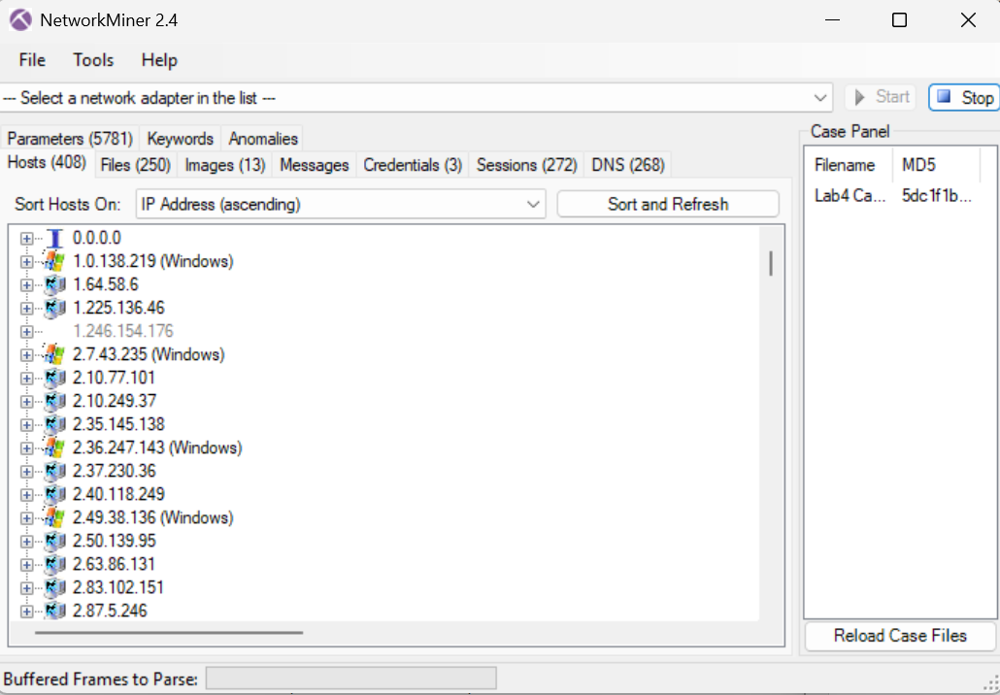 NetworkMiner 2.4
File Tools Help
--- Select a network adapter in the list ---
Start
Stop
Parameters (5781) Keywords Anomalies
Hosts (408) Files (250) Images (13) Messages Credentials (3) Sessions (272) DNS (268)
Sort Hosts On: IP Address (ascending) Sort and Refresh
0.0.0.0
1.0.138.219 (Windows)
1.64.58.6
1.225.136.46
1.246.154.176
2.7.43.235 (Windows)
2.10.77.101
2.10.249.37
2.35.145.138
2.36.247.143 (Windows)
2.37.230.36
2.40.118.249
2.49.38.136 (Windows)
2.50.139.95
2.63.86.131
2.83.102.151
2.87.5.246
Case Panel
Filename MD5
Lab4 Ca... 5dc1f1b...
Reload Case Files
Buffered Frames to Parse: